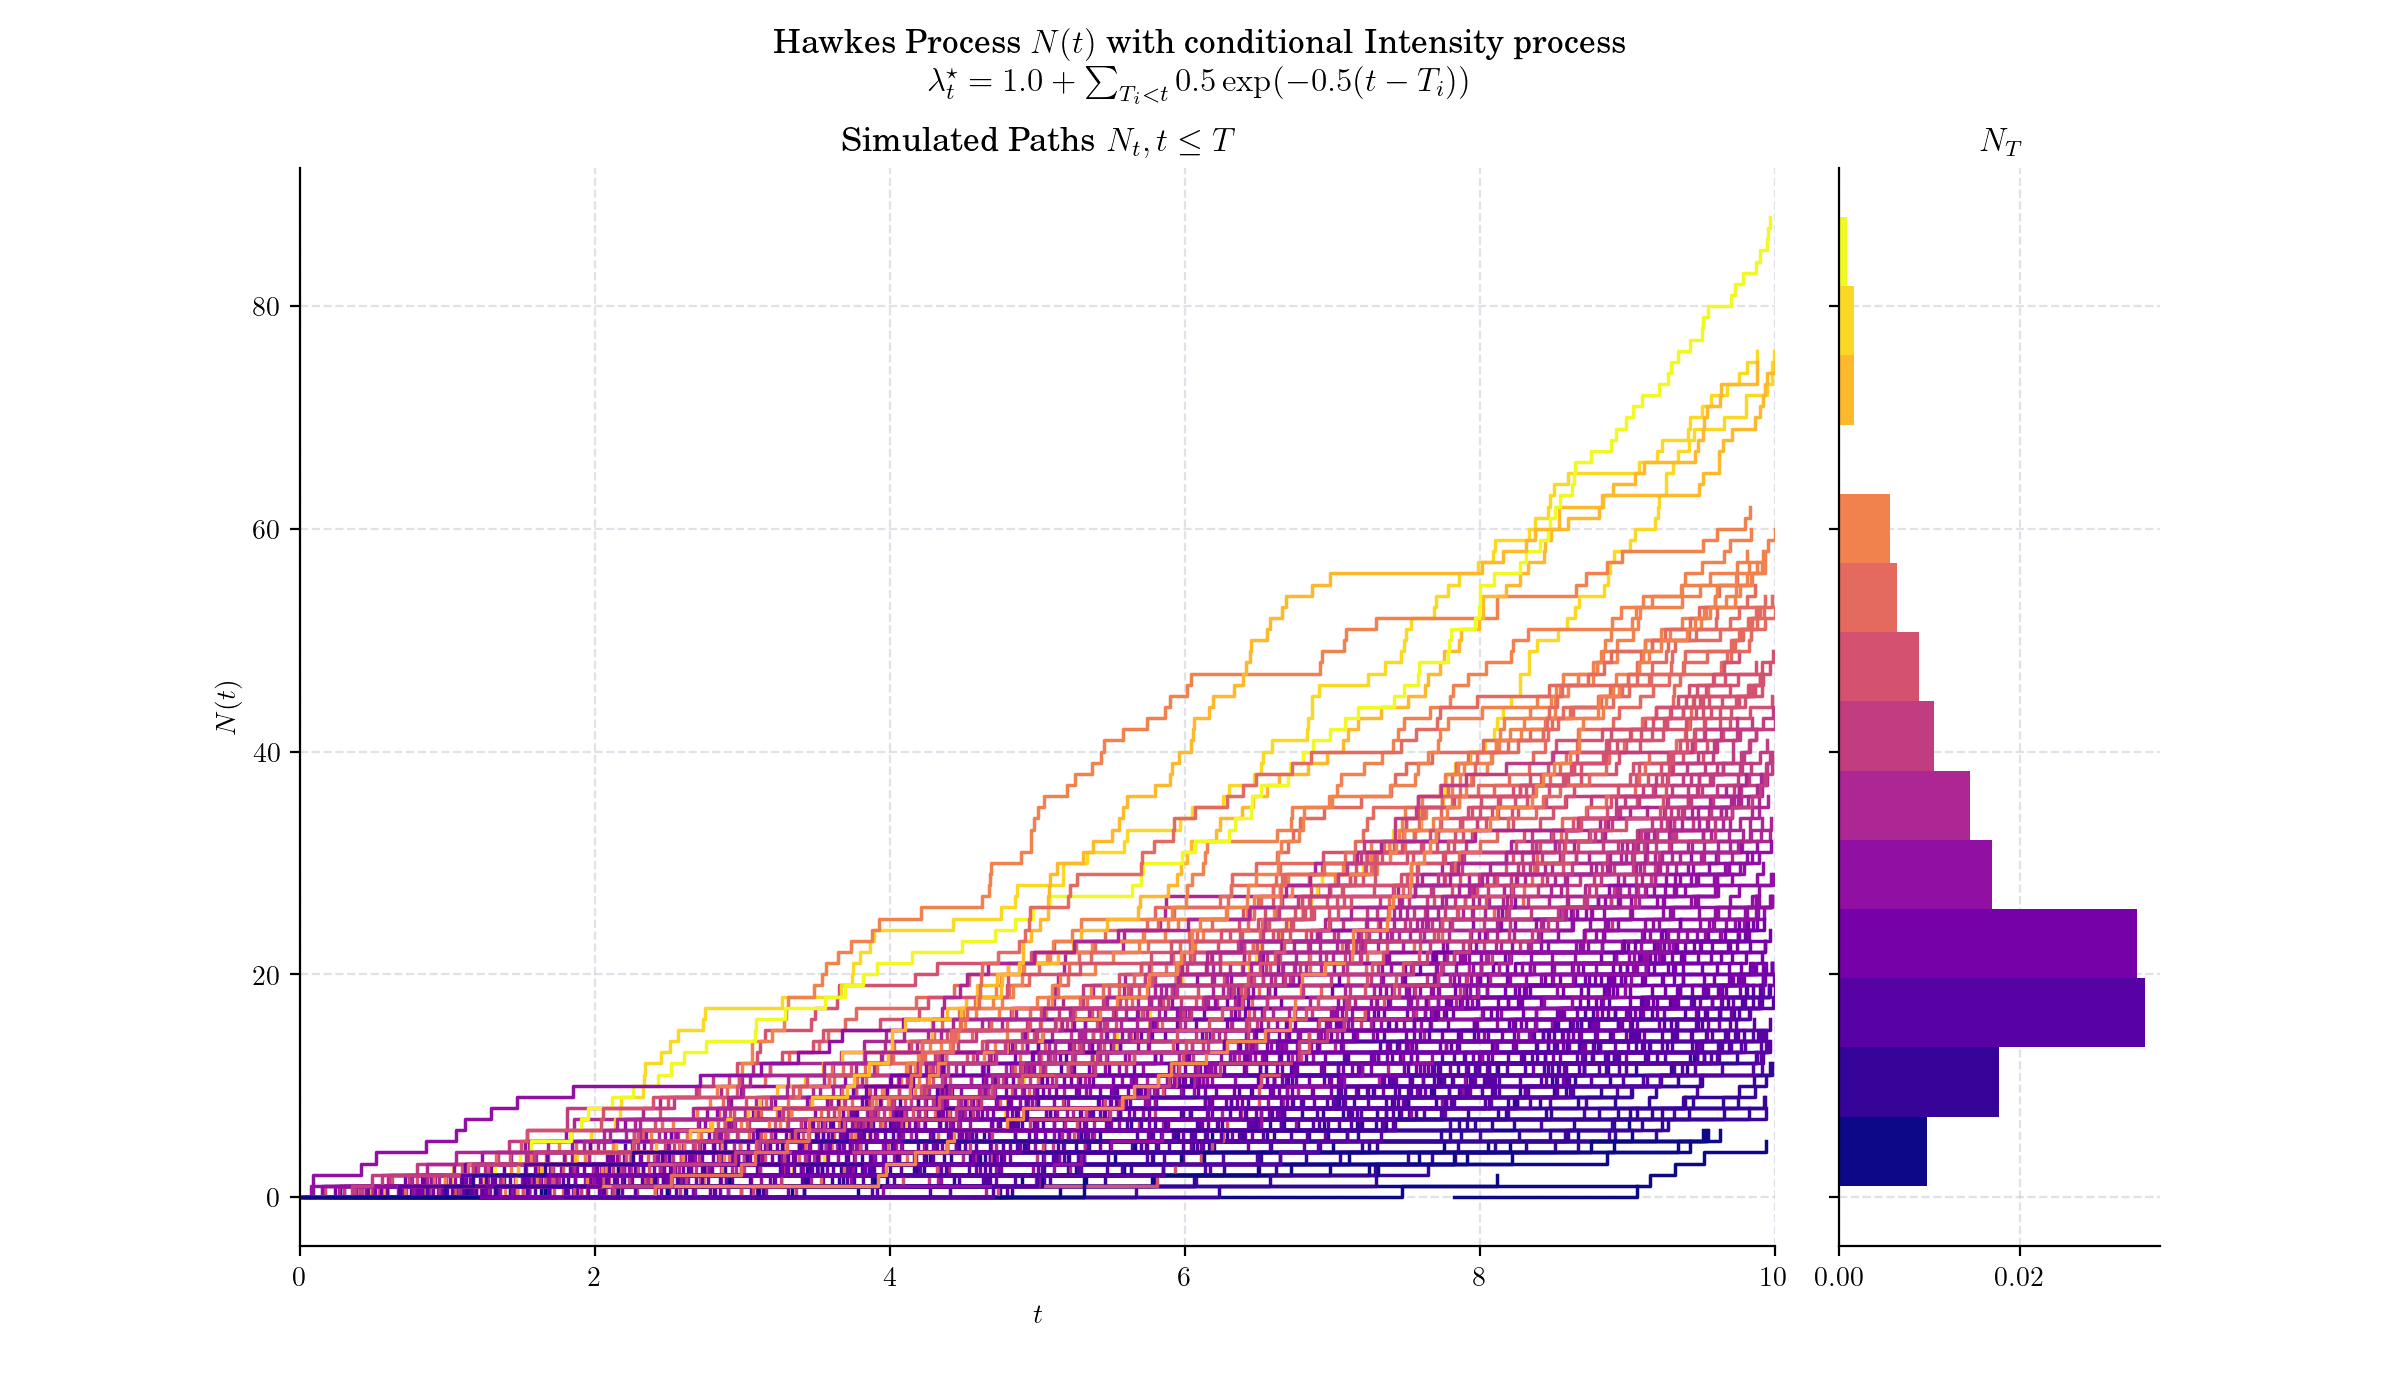 Hawkes Process N(t) with conditional Intensity process
λ_t^⋆ = 1.0 + ∑_{T_i<t} 0.5 exp(−0.5(t − T_i))
Simulated Paths N_t, t ≤ T
N_T
80
60
40
20
0
N(t)
0 2 4 6 8 10
0.00 0.02
t